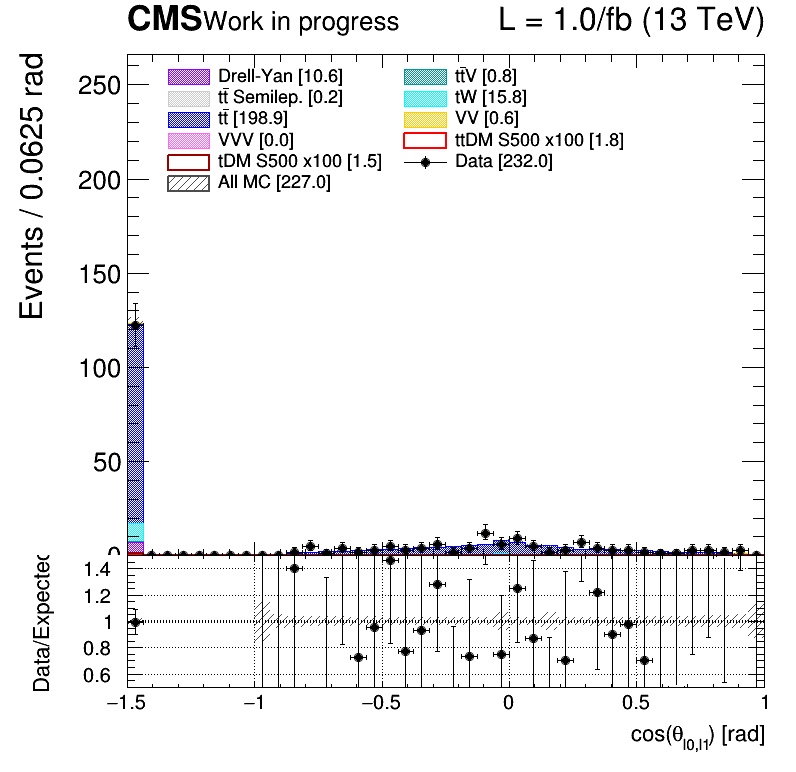 CMS Work in progress L = 1.0/fb (13 TeV)
Events / 0.0625 rad
250
200
150
100
50
0
Drell-Yan [10.6]
tt̄ Semilep. [0.2]
tt̄ [198.9]
VVV [0.0]
tDM S500 x100 [1.5]
All MC [227.0]
tt̄V [0.8]
tW [15.8]
VV [0.6]
ttDM S500 x100 [1.8]
Data [232.0]
Data/Expected
1.4
1.2
1
0.8
0.6
−1.5 −1 −0.5 0 0.5 1
cos(θl0,l1) [rad]